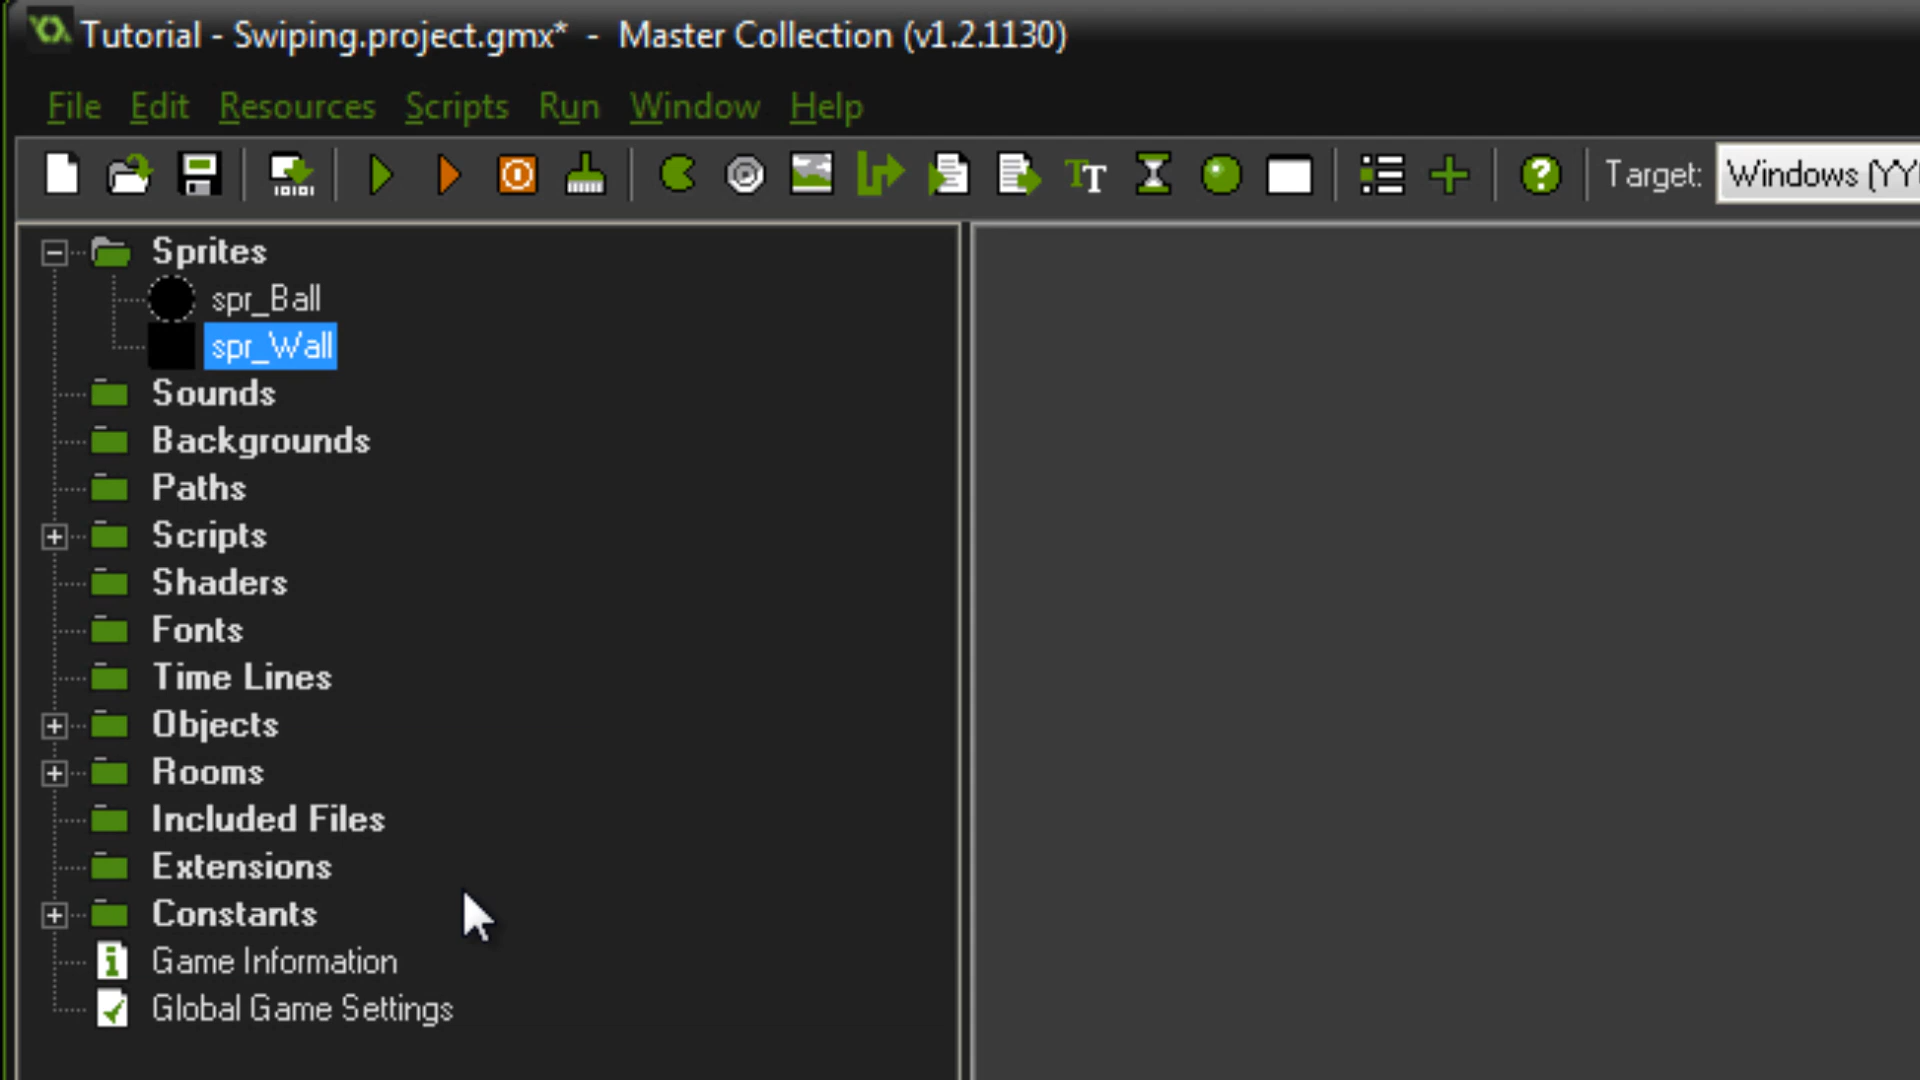 Tutorial - Swiping.project.gmx* - Master Collection (v1.2.1130)
File Edit Resources Scripts Run Window Help
Target: Windows (YY
Sprites
spr_Ball
spr_Wall
Sounds
Backgrounds
Paths
Scripts
Shaders
Fonts
Time Lines
Objects
Rooms
Included Files
Extensions
Constants
Game Information
Global Game Settings